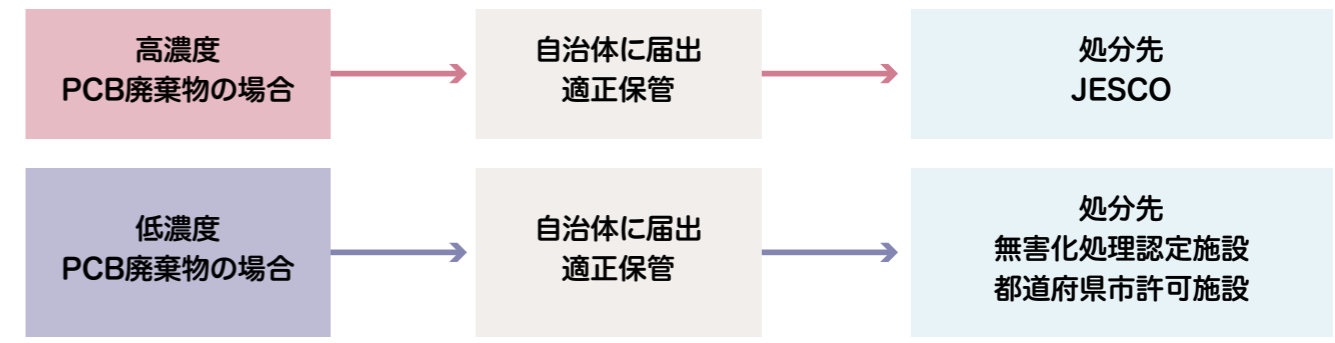 高濃度
PCB廃棄物の場合
自治体に届出
適正保管
処分先
JESCO
低濃度
PCB廃棄物の場合
自治体に届出
適正保管
処分先
無害化処理認定施設
都道府県市許可施設